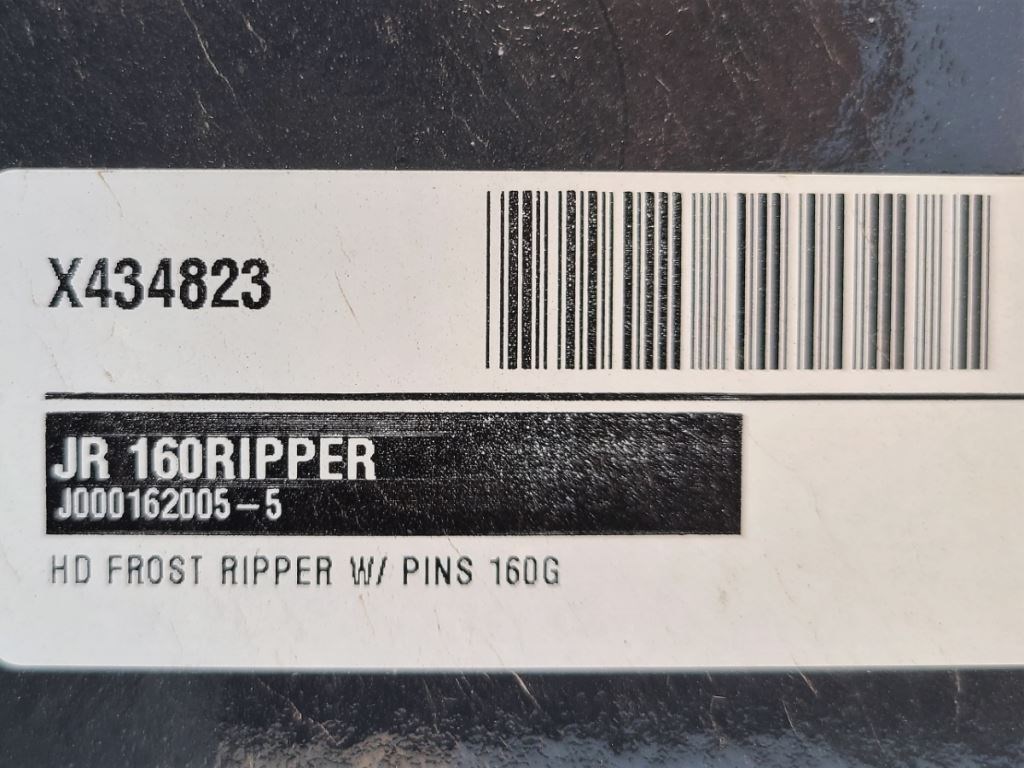 X434823
JR 160RIPPER
J000162005-5
HD FROST RIPPER W/ PINS 160G